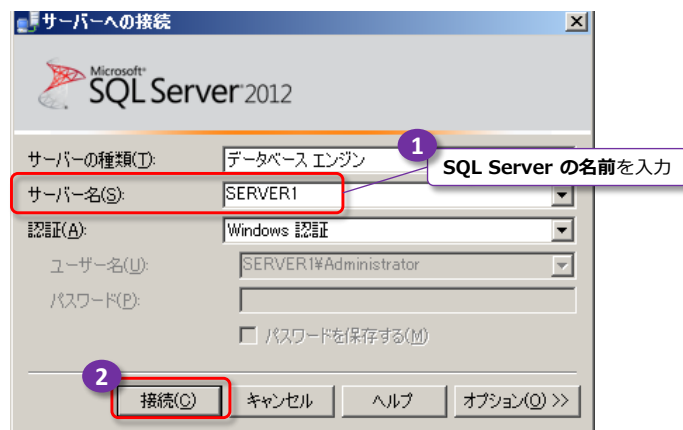 サーバーへの接続
Microsoft
SQL Server 2012
サーバーの種類(T):
データベース エンジン
1
SQL Server の名前を入力
サーバー名(S):
SERVER1
認証(A):
Windows 認証
ユーザー名(U):
SERVER1¥Administrator
パスワード(P):
パスワードを保存する(M)
2
接続(C)
キャンセル
ヘルプ
オプション(O) >>